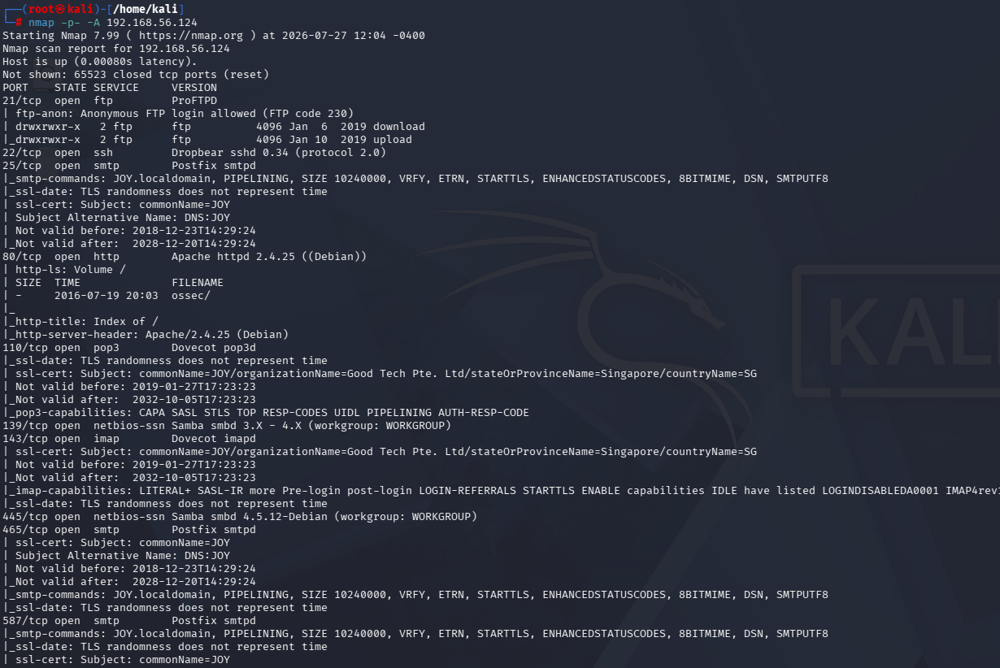 ┌──(root㉿kali)-[/home/kali]
└─# nmap -p- -A 192.168.56.124
Starting Nmap 7.99 ( https://nmap.org ) at 2026-07-27 12:04 -0400
Nmap scan report for 192.168.56.124
Host is up (0.00080s latency).
Not shown: 65523 closed tcp ports (reset)
PORT    STATE SERVICE     VERSION
21/tcp  open  ftp         ProFTPD
| ftp-anon: Anonymous FTP login allowed (FTP code 230)
| drwxrwxr-x   2 ftp      ftp          4096 Jan  6  2019 download
|_drwxrwxr-x   2 ftp      ftp          4096 Jan 10  2019 upload
22/tcp  open  ssh         Dropbear sshd 0.34 (protocol 2.0)
25/tcp  open  smtp        Postfix smtpd
|_smtp-commands: JOY.localdomain, PIPELINING, SIZE 10240000, VRFY, ETRN, STARTTLS, ENHANCEDSTATUSCODES, 8BITMIME, DSN, SMTPUTF8
|_ssl-date: TLS randomness does not represent time
| ssl-cert: Subject: commonName=JOY
| Subject Alternative Name: DNS:JOY
| Not valid before: 2018-12-23T14:29:24
|_Not valid after:  2028-12-20T14:29:24
80/tcp  open  http        Apache httpd 2.4.25 ((Debian))
| http-ls: Volume /
| SIZE  TIME              FILENAME
| -     2016-07-19 20:03  ossec/
|_
|_http-title: Index of /
|_http-server-header: Apache/2.4.25 (Debian)
110/tcp open  pop3        Dovecot pop3d
|_ssl-date: TLS randomness does not represent time
| ssl-cert: Subject: commonName=JOY/organizationName=Good Tech Pte. Ltd/stateOrProvinceName=Singapore/countryName=SG
| Not valid before: 2019-01-27T17:23:23
|_Not valid after:  2032-10-05T17:23:23
|_pop3-capabilities: CAPA SASL STLS TOP RESP-CODES UIDL PIPELINING AUTH-RESP-CODE
139/tcp open  netbios-ssn Samba smbd 3.X - 4.X (workgroup: WORKGROUP)
143/tcp open  imap        Dovecot imapd
| ssl-cert: Subject: commonName=JOY/organizationName=Good Tech Pte. Ltd/stateOrProvinceName=Singapore/countryName=SG
| Not valid before: 2019-01-27T17:23:23
|_Not valid after:  2032-10-05T17:23:23
|_imap-capabilities: LITERAL+ SASL-IR more Pre-login post-login LOGIN-REFERRALS STARTTLS ENABLE capabilities IDLE have listed LOGINDISABLEDA0001 IMAP4rev1
|_ssl-date: TLS randomness does not represent time
445/tcp open  netbios-ssn Samba smbd 4.5.12-Debian (workgroup: WORKGROUP)
465/tcp open  smtp        Postfix smtpd
| ssl-cert: Subject: commonName=JOY
| Subject Alternative Name: DNS:JOY
| Not valid before: 2018-12-23T14:29:24
|_Not valid after:  2028-12-20T14:29:24
|_smtp-commands: JOY.localdomain, PIPELINING, SIZE 10240000, VRFY, ETRN, STARTTLS, ENHANCEDSTATUSCODES, 8BITMIME, DSN, SMTPUTF8
|_ssl-date: TLS randomness does not represent time
587/tcp open  smtp        Postfix smtpd
|_smtp-commands: JOY.localdomain, PIPELINING, SIZE 10240000, VRFY, ETRN, STARTTLS, ENHANCEDSTATUSCODES, 8BITMIME, DSN, SMTPUTF8
|_ssl-date: TLS randomness does not represent time
| ssl-cert: Subject: commonName=JOY
KAL